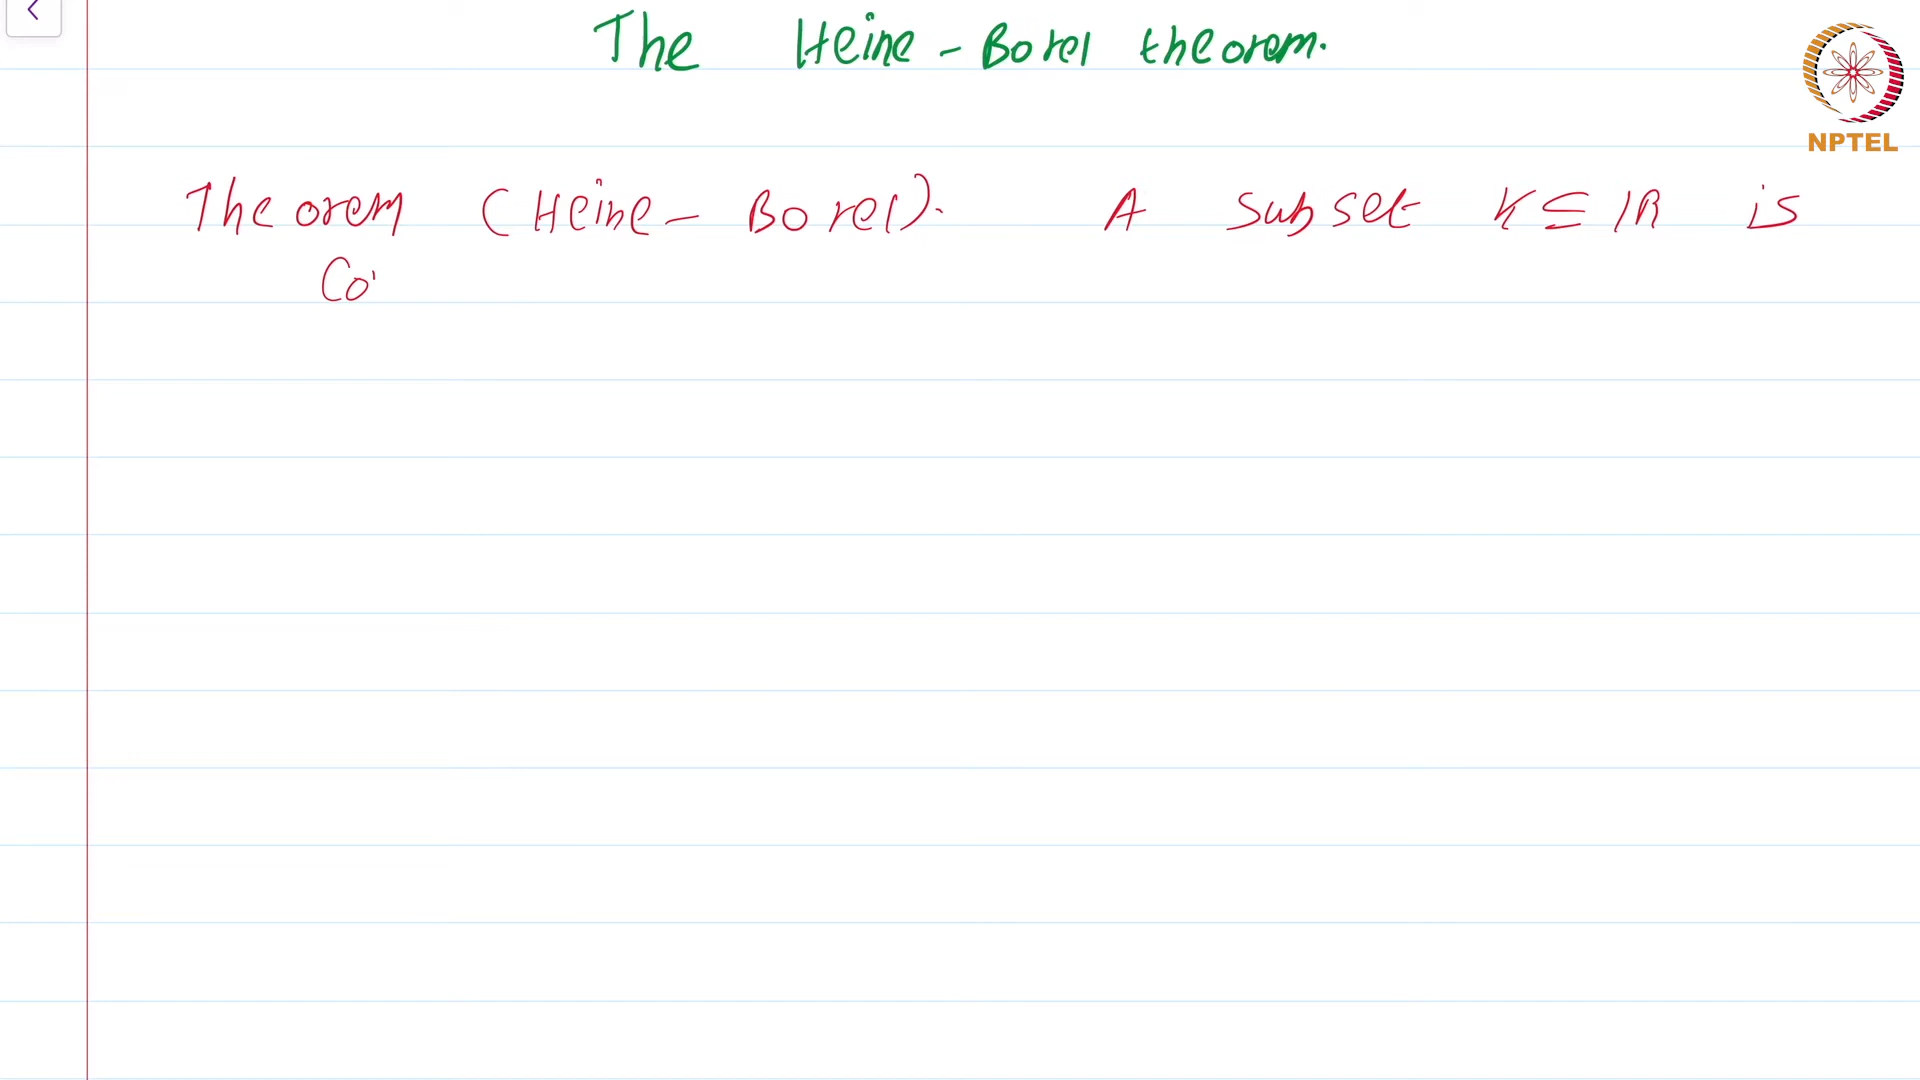 The Heine-Borel theorem.
NPTEL
Theorem (Heine-Borel). A subset K ⊆ ℝ is
Co